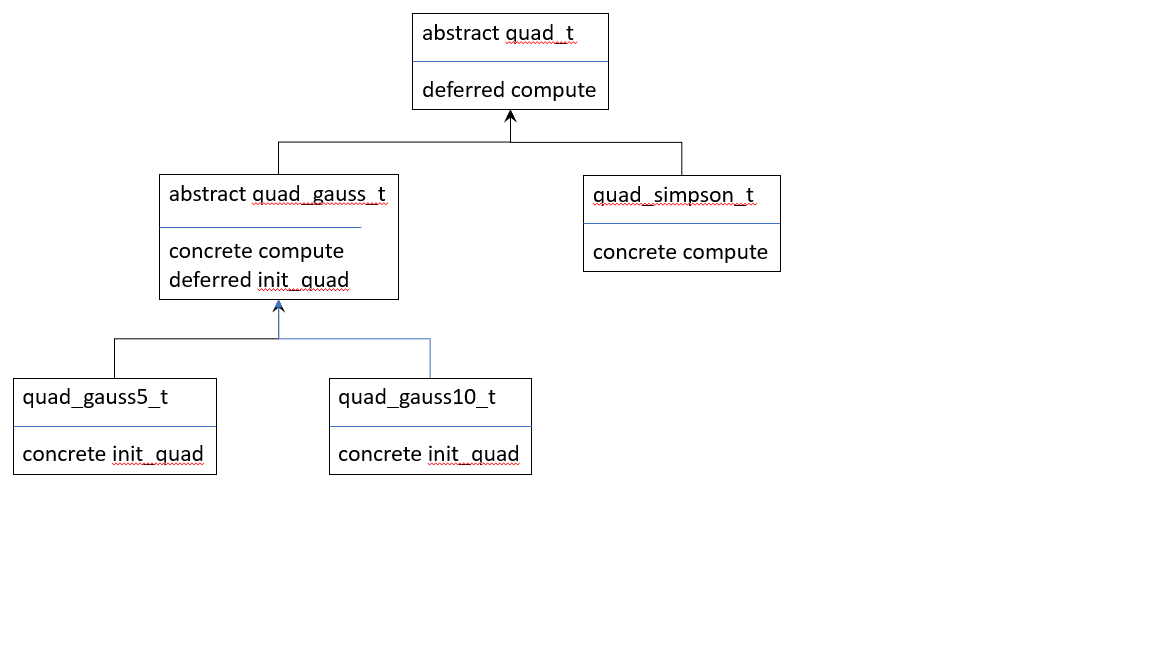 abstract quad_t
deferred compute
abstract quad_gauss_t
concrete compute
deferred init_quad
quad_simpson_t
concrete compute
quad_gauss5_t
concrete init_quad
quad_gauss10_t
concrete init_quad